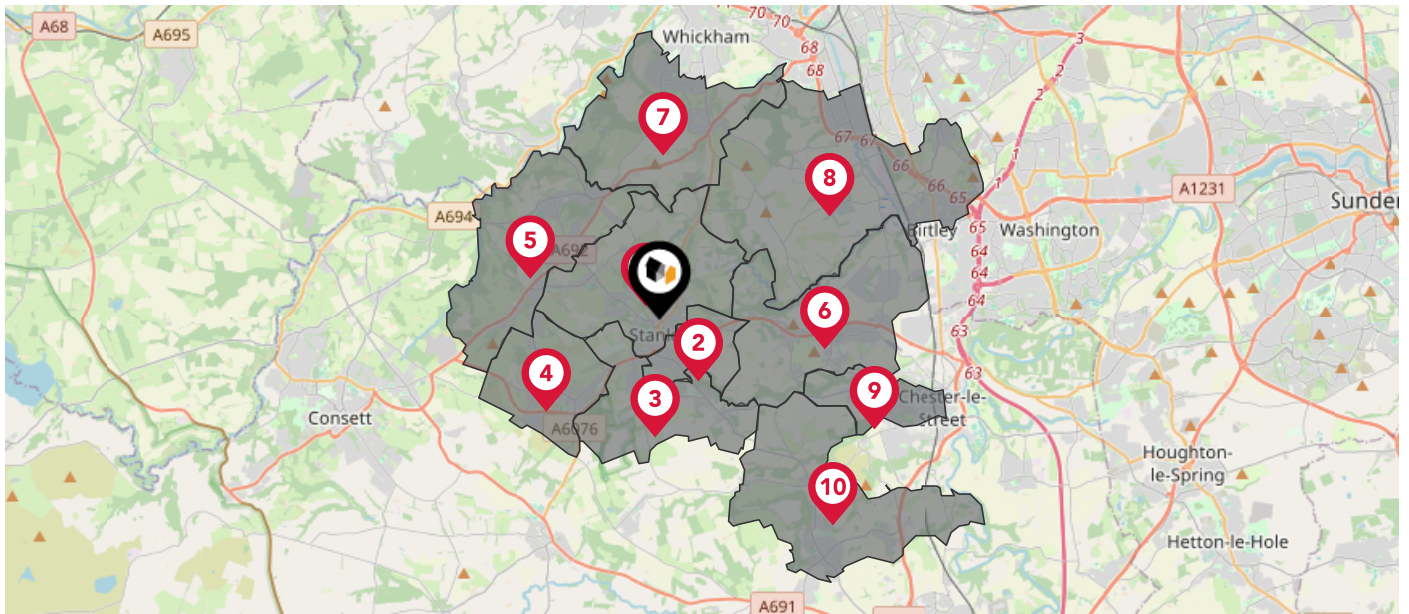 A68
A695
Whickham
70
70
68
68
3
2
2
7
67
67
66
66
65
1
1
8
A1231
Sunder
A694
5
A692
Birtley
65
64
64
64
Washington
6
Stanl
2
63
63
4
3
9
Chester-le-
Street
Consett
A6076
Houghton-
le-Spring
10
Hetton-le-Hole
A691